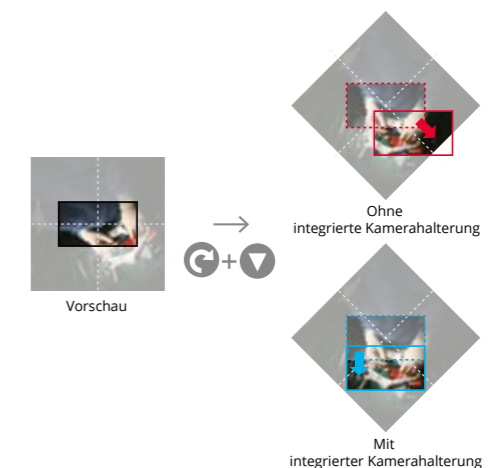 Ohne
integrierte Kamerahalterung
Vorschau
Mit
integrierter Kamerahalterung